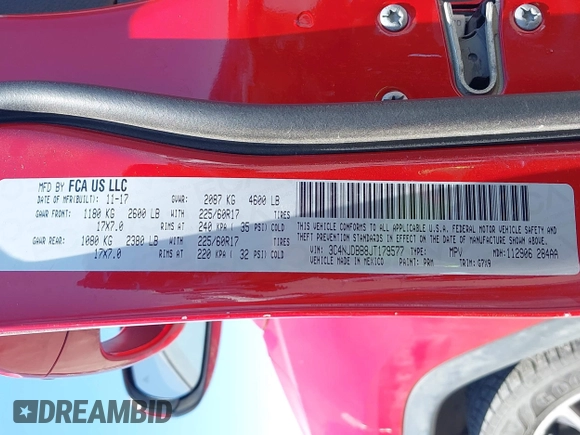 MFD BY FCA US LLC
DATE OF MFR(BUILT): 11-17 GVWR: 2087 KG 4600 LB
GAWR FRONT: 1180 KG 2600 LB WITH 225/60R17 TIRES
17X7.0 RIMS AT 240 KPA( 35 PSI) COLD
GAWR REAR: 1080 KG 2380 LB WITH 225/60R17 TIRES
17X7.0 RIMS AT 220 KPA( 32 PSI) COLD
THIS VEHICLE CONFORMS TO ALL APPLICABLE U.S.A. FEDERAL MOTOR VEHICLE SAFETY
AND THEFT PREVENTION STANDARDS IN EFFECT ON THE DATE OF MANUFACTURE SHOWN ABOVE.
VIN: 3C4NJDBB8JT179577 TYPE: MPV MDH: 112906 284AA
VEHICLE MADE IN MEXICO PAINT: PRM TRIM: G7X9
DREAMBID